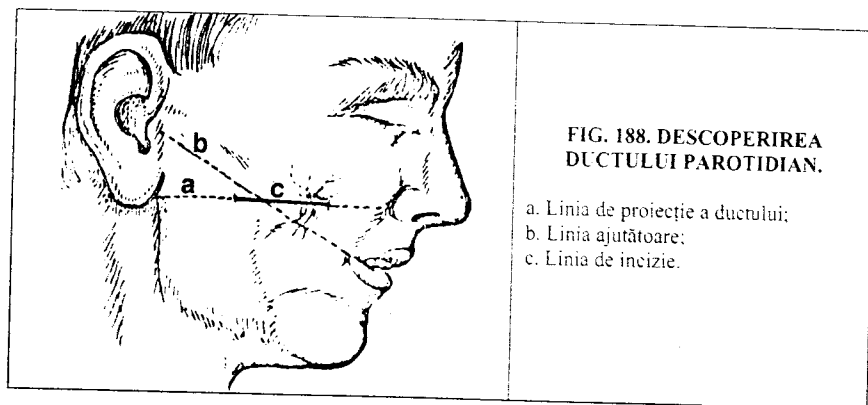 b
a
c
FIG. 188. DESCOPERIREA
DUCTULUI PAROTIDIAN.
a. Linia de proiecție a ductului;
b. Linia ajutătoare;
c. Linia de incizie.